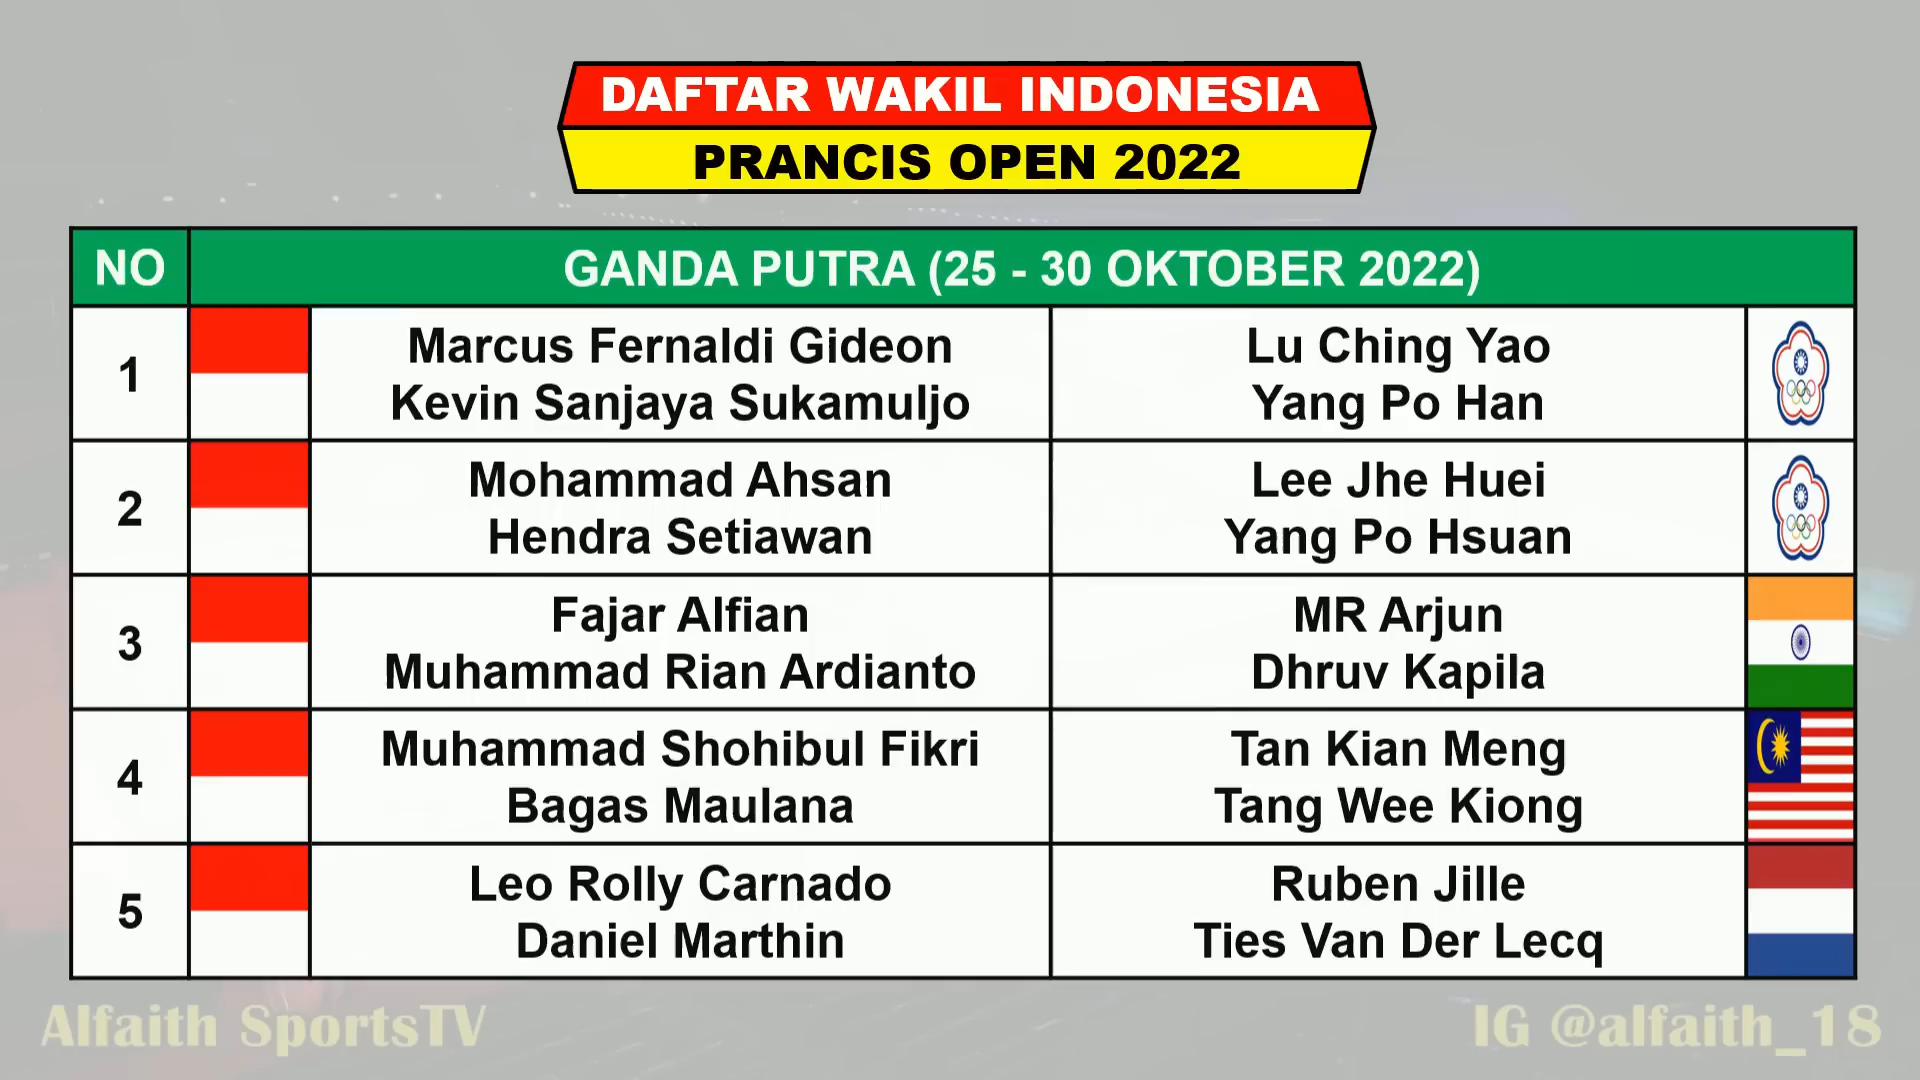 DAFTAR WAKIL INDONESIA
PRANCIS OPEN 2022
NO
GANDA PUTRA (25 - 30 OKTOBER 2022)
1
Marcus Fernaldi Gideon
Kevin Sanjaya Sukamuljo
Lu Ching Yao
Yang Po Han
2
Mohammad Ahsan
Hendra Setiawan
Lee Jhe Huei
Yang Po Hsuan
3
Fajar Alfian
Muhammad Rian Ardianto
MR Arjun
Dhruv Kapila
4
Muhammad Shohibul Fikri
Bagas Maulana
Tan Kian Meng
Tang Wee Kiong
5
Leo Rolly Carnado
Daniel Marthin
Ruben Jille
Ties Van Der Lecq
Alfaith SportsTV
IG @alfaith_18